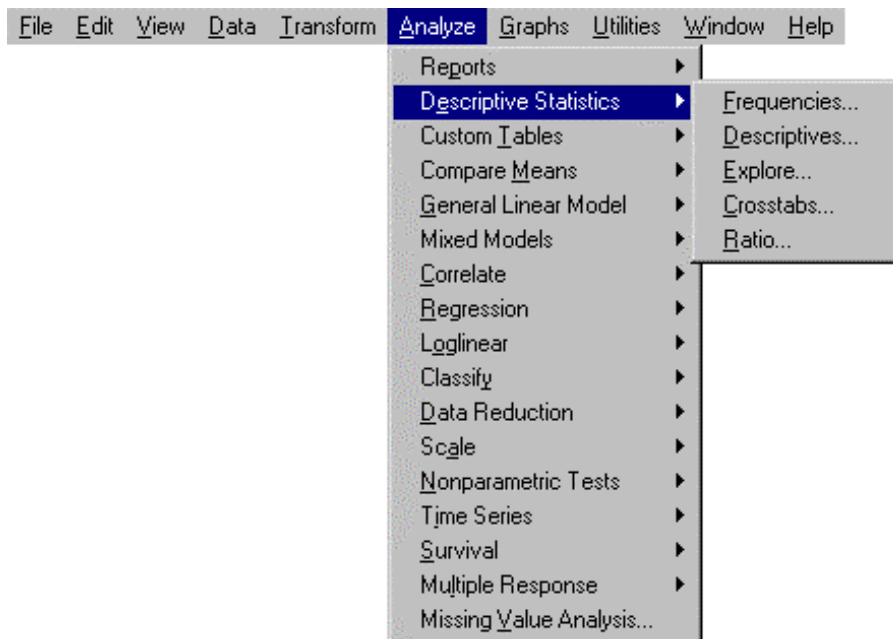 File Edit View Data Transform Analyze Graphs Utilities Window Help
Reports
Descriptive Statistics
Custom Tables
Compare Means
General Linear Model
Mixed Models
Correlate
Regression
Loglinear
Classify
Data Reduction
Scale
Nonparametric Tests
Time Series
Survival
Multiple Response
Missing Value Analysis...
Frequencies...
Descriptives...
Explore...
Crosstabs...
Ratio...